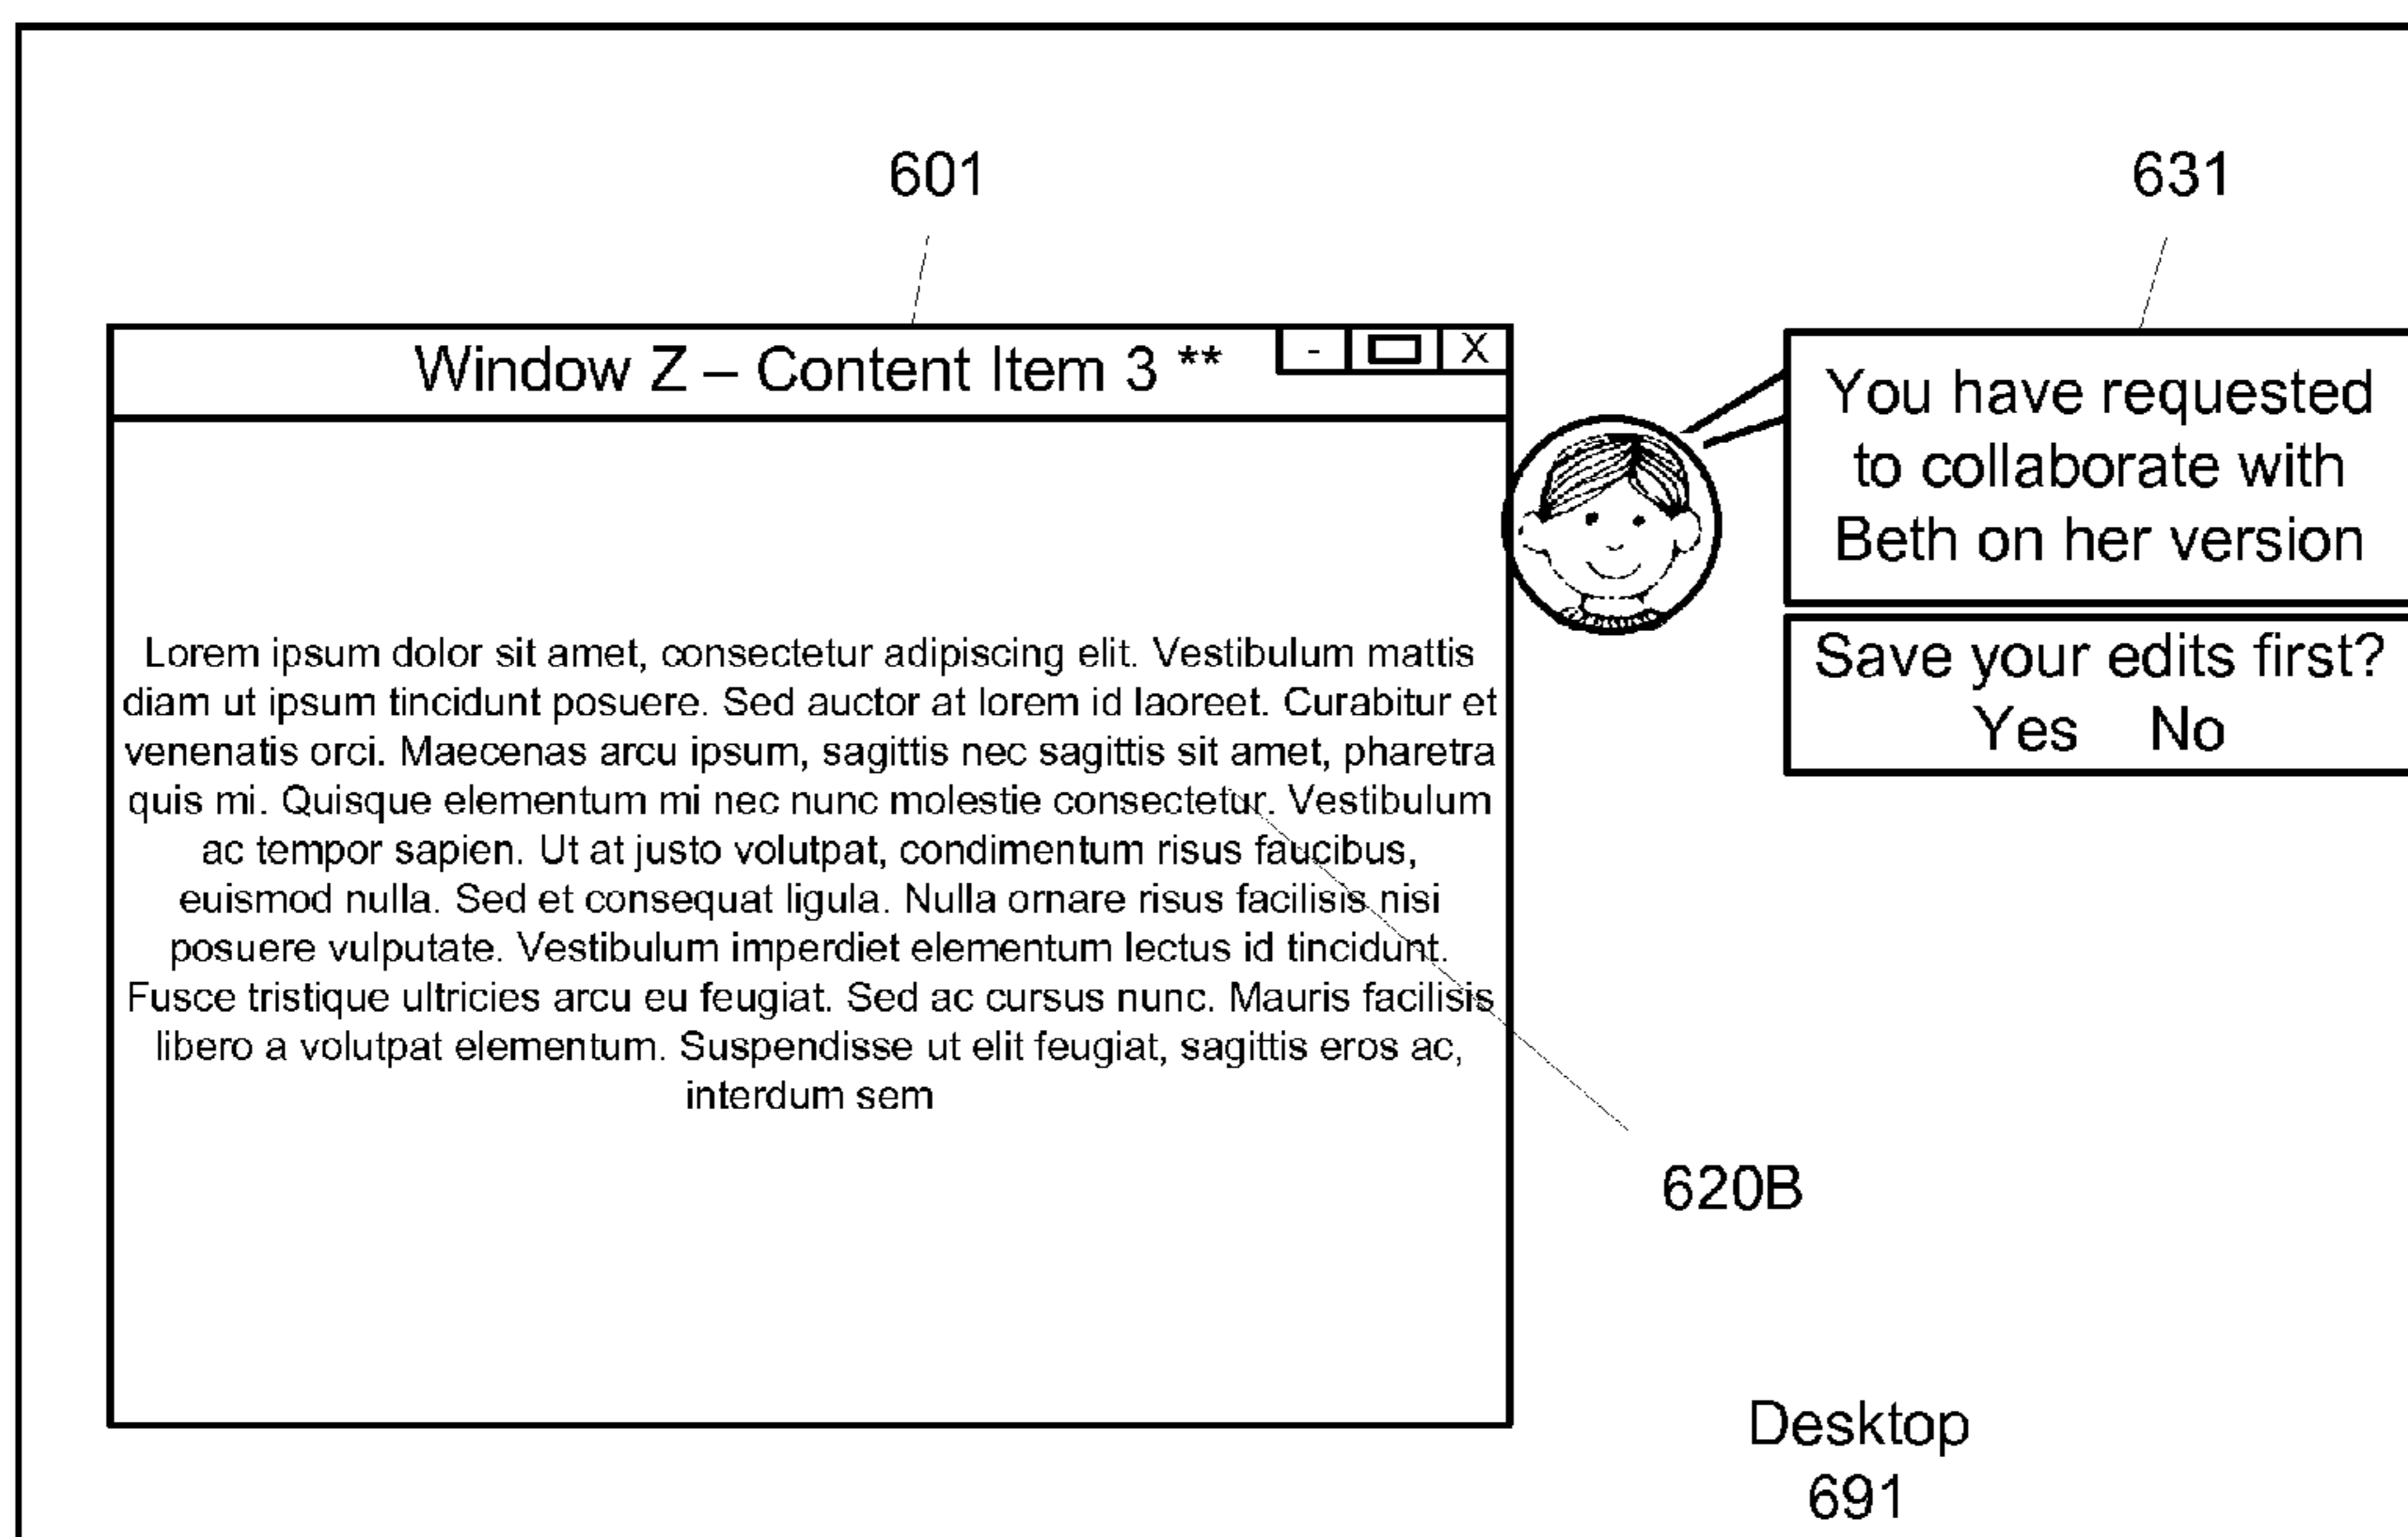 601
631
Window Z – Content Item 3 **
- X
You have requested
to collaborate with
Beth on her version
Save your edits first?
Yes No
Lorem ipsum dolor sit amet, consectetur adipiscing elit. Vestibulum mattis
diam ut ipsum tincidunt posuere. Sed auctor at lorem id laoreet. Curabitur et
venenatis orci. Maecenas arcu ipsum, sagittis nec sagittis sit amet, pharetra
quis mi. Quisque elementum mi nec nunc molestie consectetur. Vestibulum
ac tempor sapien. Ut at justo volutpat, condimentum risus faucibus,
euismod nulla. Sed et consequat ligula. Nulla ornare risus facilisis nisi
posuere vulputate. Vestibulum imperdiet elementum lectus id tincidunt.
Fusce tristique ultricies arcu eu feugiat. Sed ac cursus nunc. Mauris facilisis
libero a volutpat elementum. Suspendisse ut elit feugiat, sagittis eros ac,
interdum sem
620B
Desktop
691